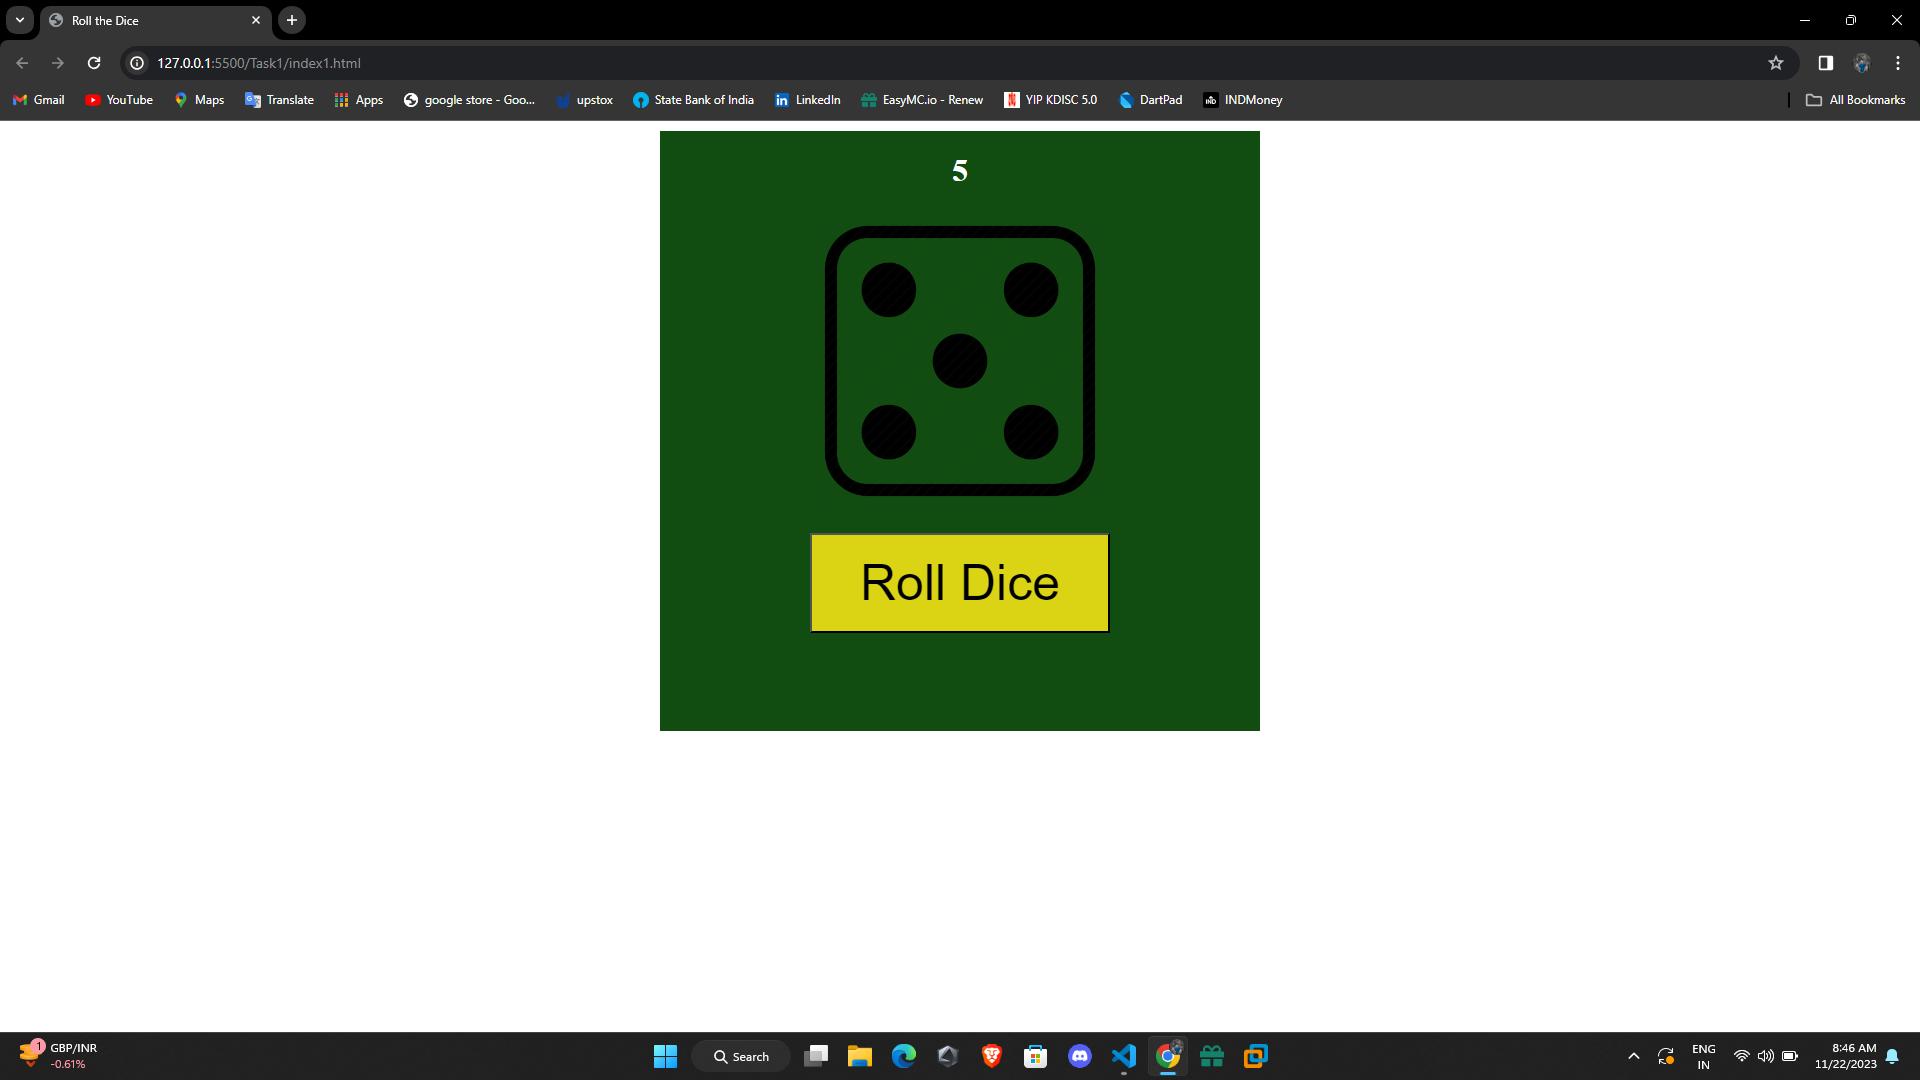 Roll the Dice
127.0.0.1:5500/Task1/index1.html
Gmail YouTube Maps Translate Apps google store - Goo... upstox State Bank of India LinkedIn EasyMC.io - Renew YIP KDISC 5.0 DartPad INDMoney All Bookmarks
5
Roll Dice
1 GBP/INR
-0.61%
Search
ENG
IN
8:46 AM
11/22/2023